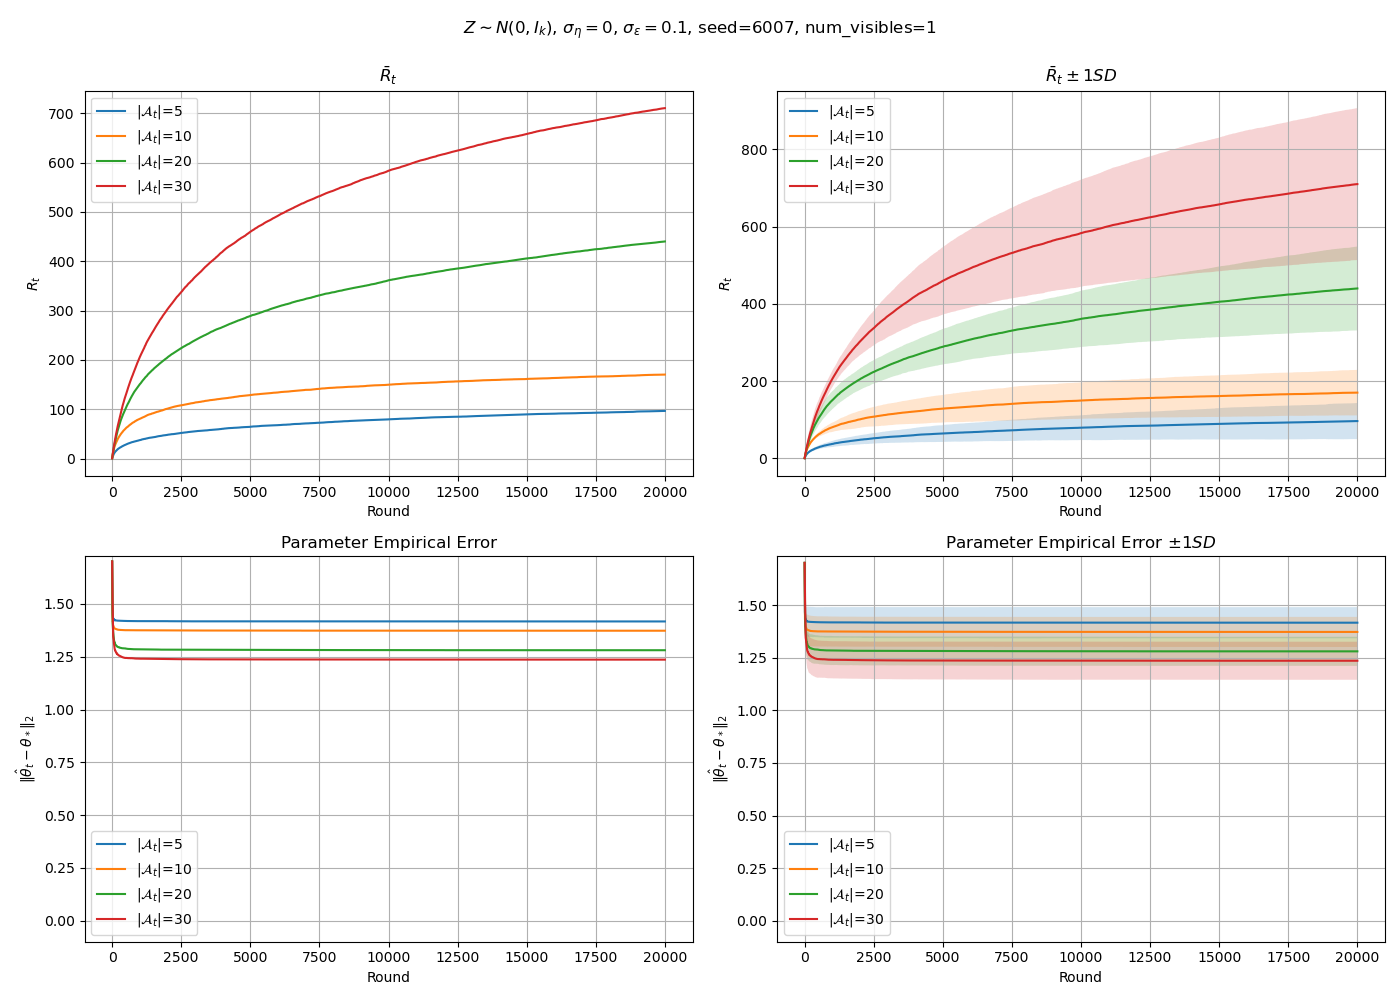 Z ∼ N(0, I_k), σ_η = 0, σ_ε = 0.1, seed=6007, num_visibles=1
R̄_t
R_t
700
600
500
400
300
200
100
0
|𝒜_t|=5
|𝒜_t|=10
|𝒜_t|=20
|𝒜_t|=30
0 2500 5000 7500 10000 12500 15000 17500 20000
Round
R̄_t ± 1SD
R_t
800
600
400
200
0
|𝒜_t|=5
|𝒜_t|=10
|𝒜_t|=20
|𝒜_t|=30
0 2500 5000 7500 10000 12500 15000 17500 20000
Round
Parameter Empirical Error
‖θ̂_t − θ_*‖_2
1.50
1.25
1.00
0.75
0.50
0.25
0.00
|𝒜_t|=5
|𝒜_t|=10
|𝒜_t|=20
|𝒜_t|=30
0 2500 5000 7500 10000 12500 15000 17500 20000
Round
Parameter Empirical Error ±1SD
‖θ̂_t − θ_*‖_2
1.50
1.25
1.00
0.75
0.50
0.25
0.00
|𝒜_t|=5
|𝒜_t|=10
|𝒜_t|=20
|𝒜_t|=30
0 2500 5000 7500 10000 12500 15000 17500 20000
Round